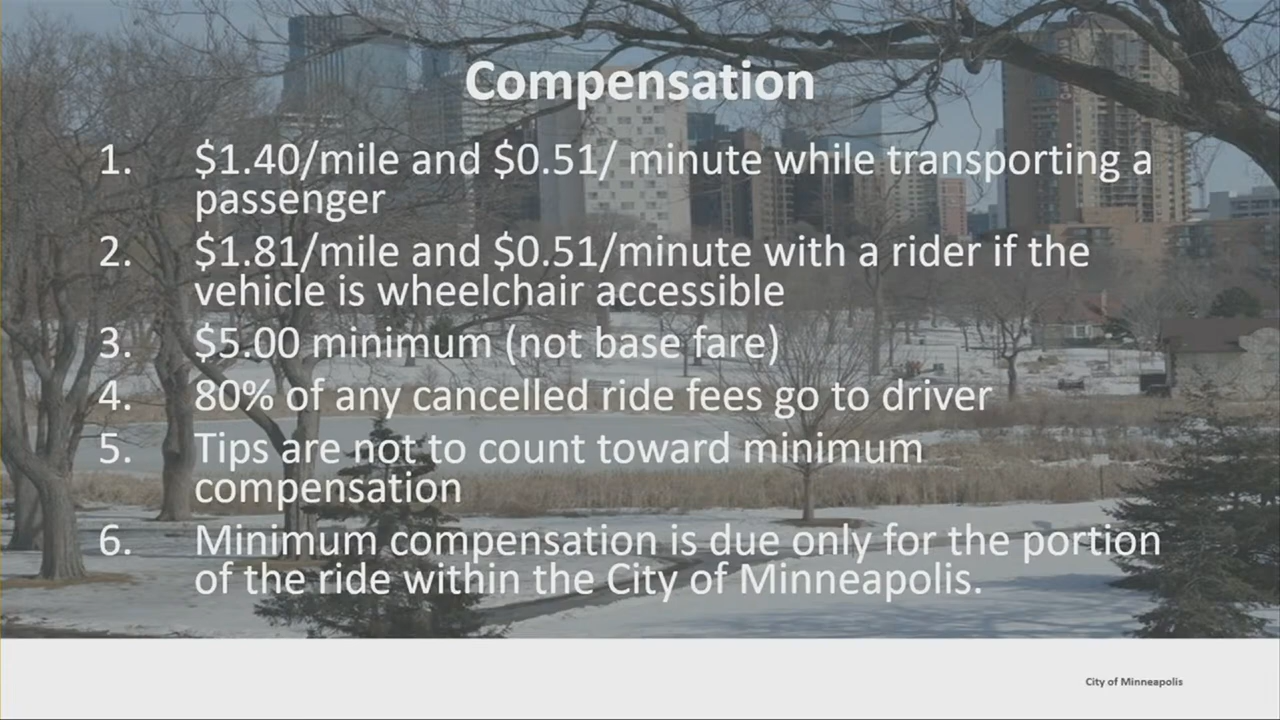 Compensation
1. $1.40/mile and $0.51/ minute while transporting a
passenger
2. $1.81/mile and $0.51/minute with a rider if the
vehicle is wheelchair accessible
3. $5.00 minimum (not base fare)
4. 80% of any cancelled ride fees go to driver
5. Tips are not to count toward minimum
compensation
6. Minimum compensation is due only for the portion
of the ride within the City of Minneapolis.
City of Minneapolis